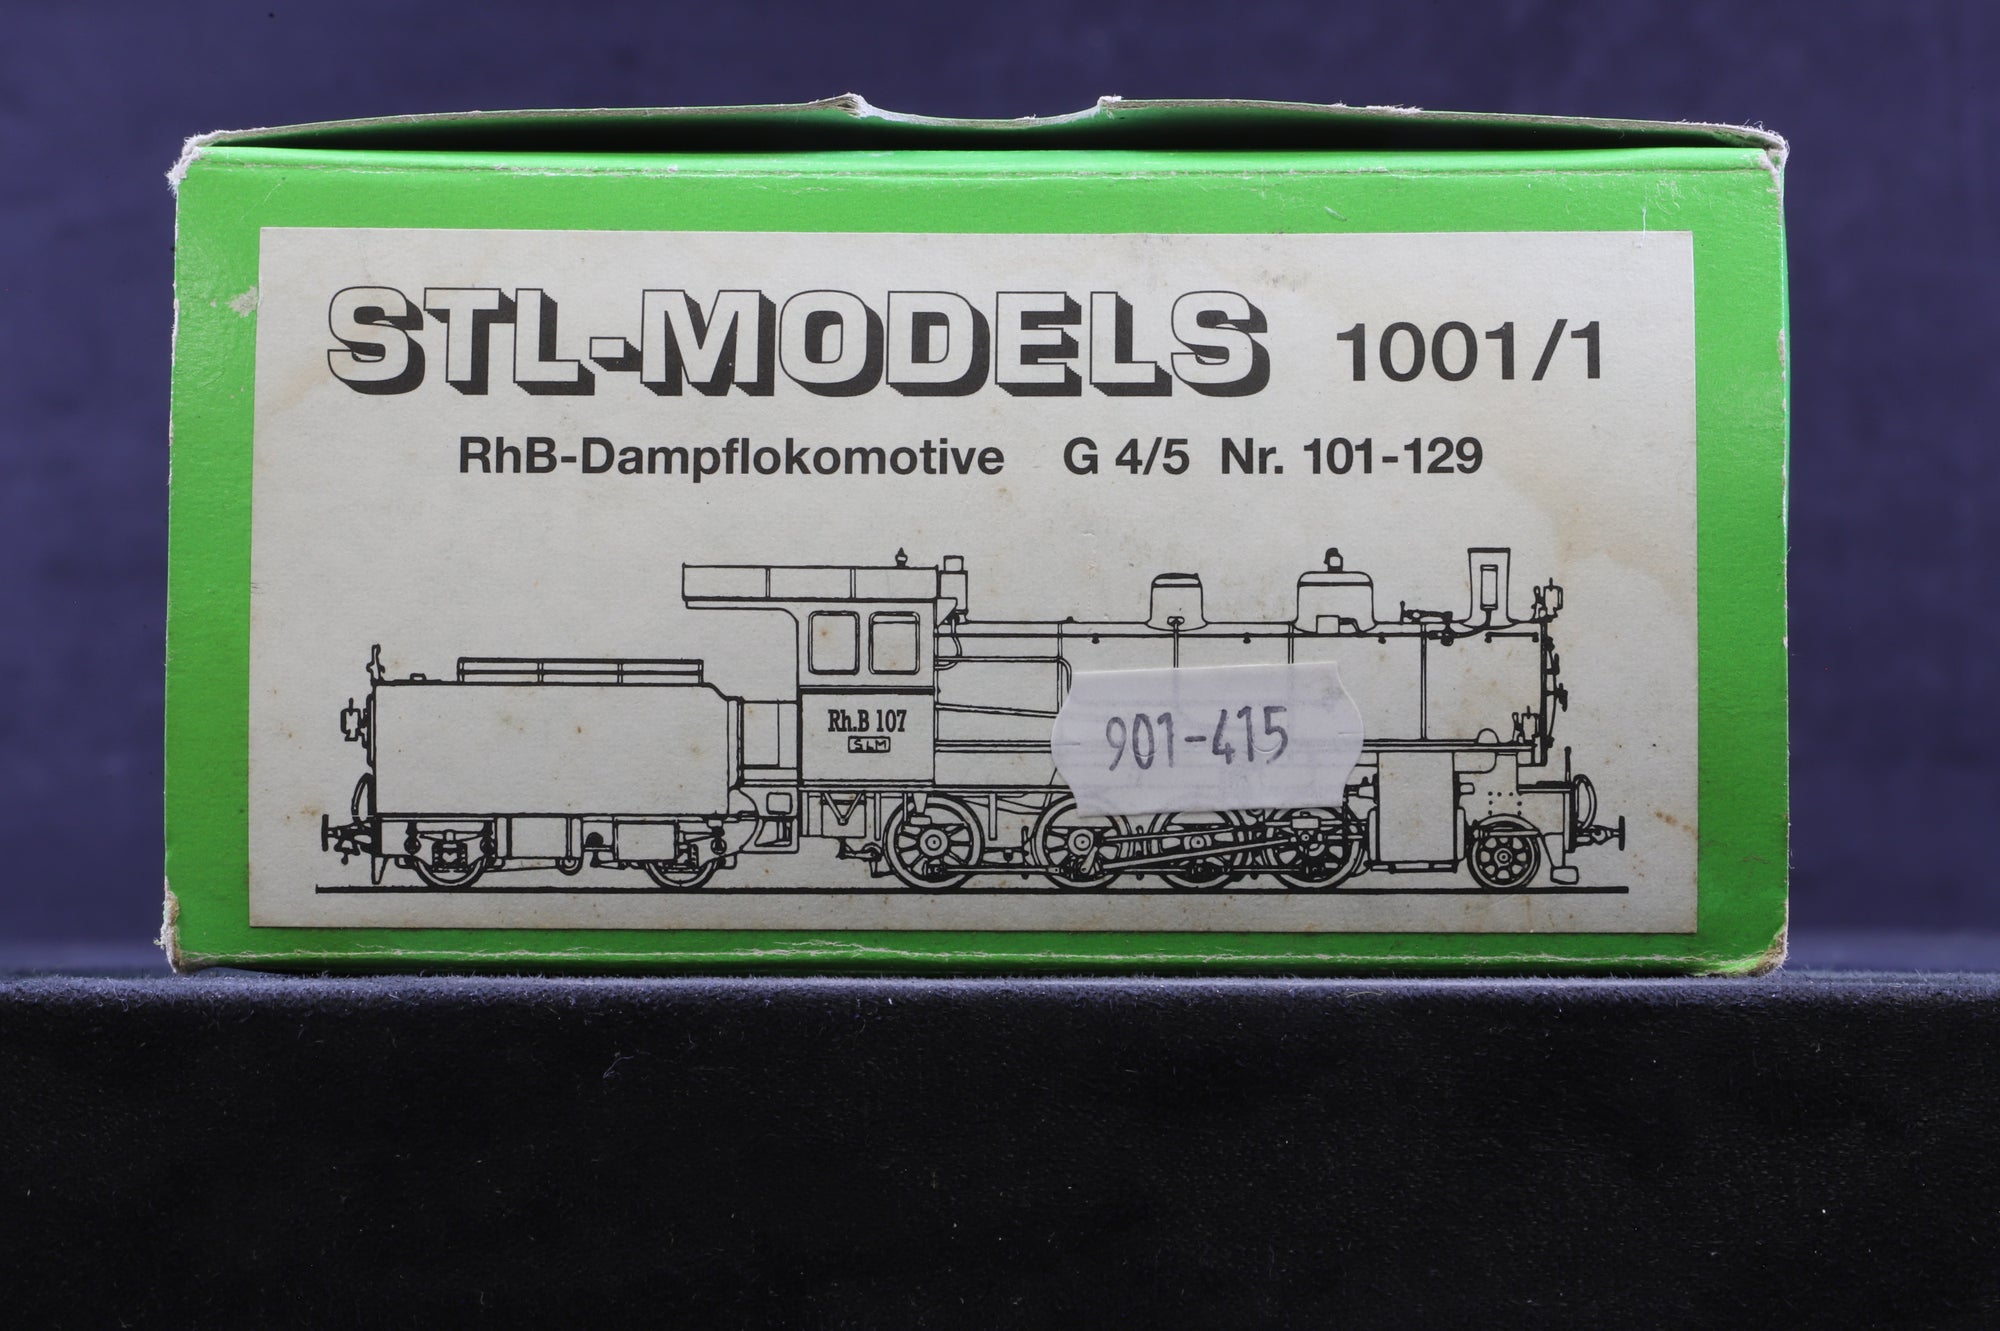 STL-MODELS 1001/1
RhB-Dampflokomotive G 4/5 Nr. 101-129
Rh.B 107
SLM
901-415